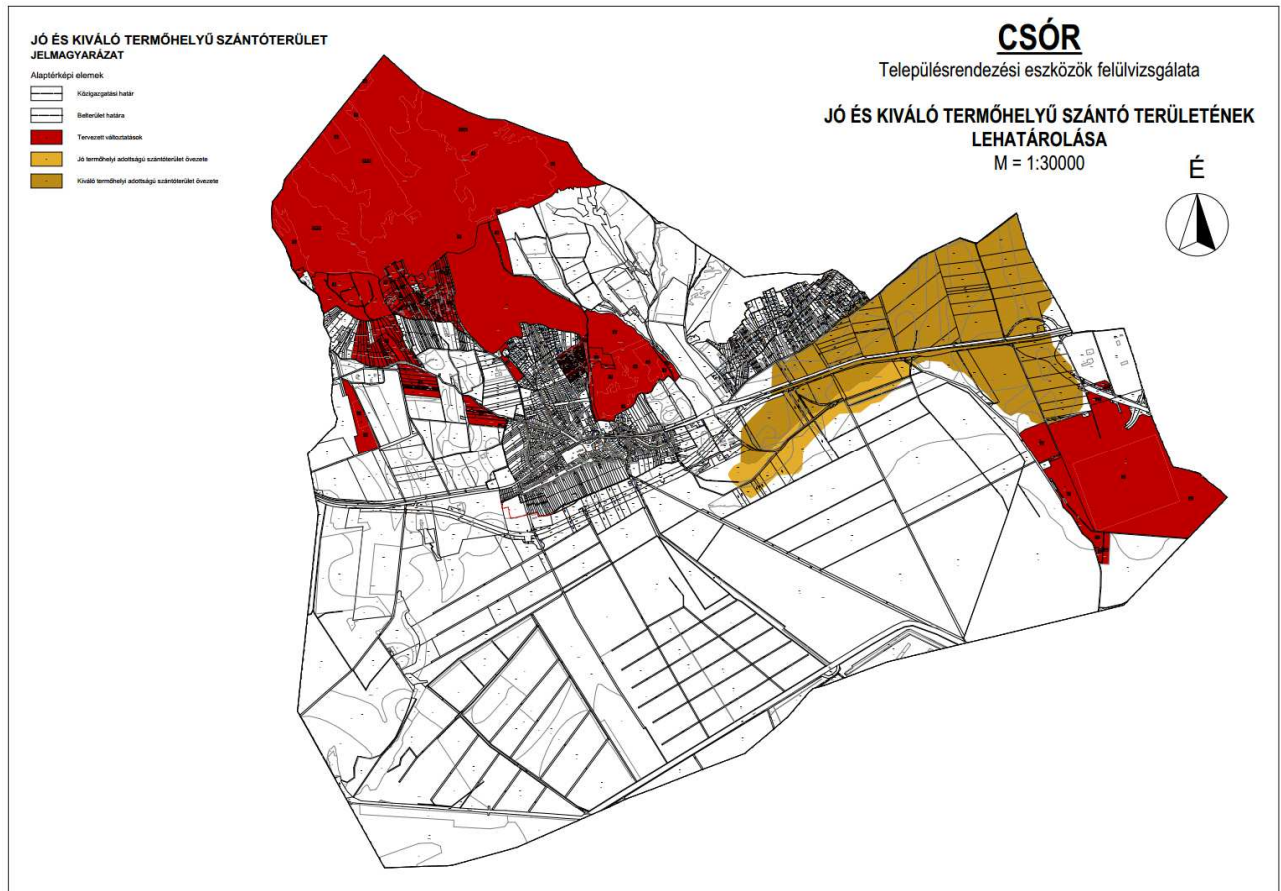 JÓ ÉS KIVÁLÓ TERMŐHELYŰ SZÁNTÓTERÜLET
JELMAGYARÁZAT
Alaptérképi elemek
Közigazgatási határ
Belterület határa
Tervezett változtatások
Jó termőhelyi adottságú szántóterület övezete
Kiváló termőhelyi adottságú szántóterület övezete
CSÓR
Településrendezési eszközök felülvizsgálata
JÓ ÉS KIVÁLÓ TERMŐHELYŰ SZÁNTÓ TERÜLETÉNEK
LEHATÁROLÁSA
M = 1:30000
É